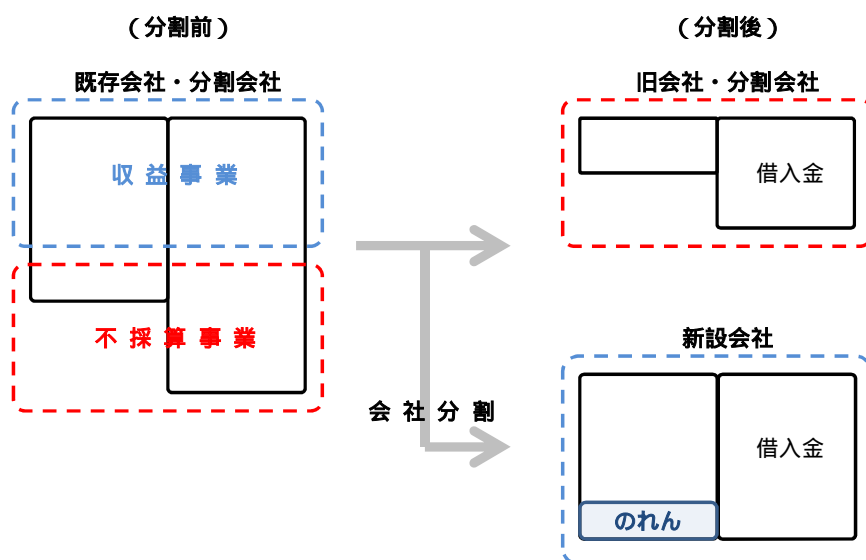 （分割前）
既存会社・分割会社
収益事業
不採算事業
会社分割
（分割後）
旧会社・分割会社
借入金
新設会社
借入金
のれん